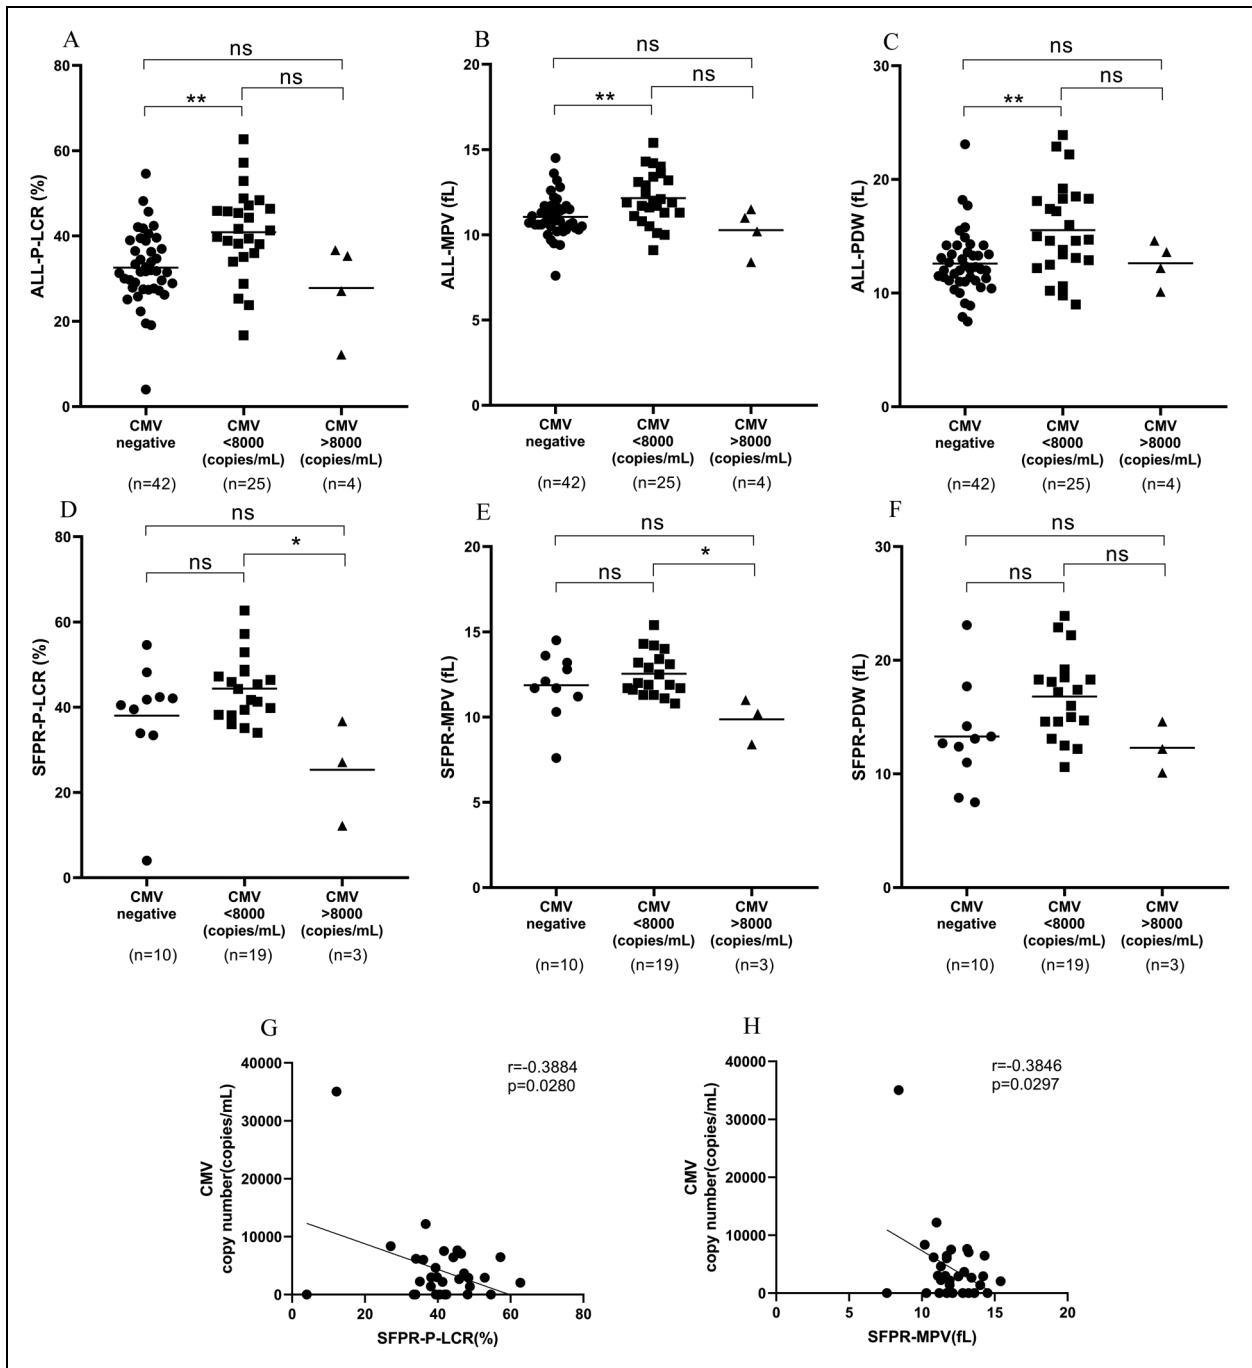 A
ns
ns
**
80
60
40
20
0
ALL-P-LCR (%)
CMV
negative
CMV
<8000
(copies/mL)
CMV
>8000
(copies/mL)
(n=42)
(n=25)
(n=4)
B
ns
ns
**
20
15
10
5
0
ALL-MPV (fL)
CMV
negative
CMV
<8000
(copies/mL)
CMV
>8000
(copies/mL)
(n=42)
(n=25)
(n=4)
C
ns
ns
**
30
20
10
0
ALL-PDW (fL)
CMV
negative
CMV
<8000
(copies/mL)
CMV
>8000
(copies/mL)
(n=42)
(n=25)
(n=4)
D
ns
*
ns
80
60
40
20
0
SFPR-P-LCR (%)
CMV
negative
CMV
<8000
(copies/mL)
CMV
>8000
(copies/mL)
(n=10)
(n=19)
(n=3)
E
ns
*
ns
20
15
10
5
0
SFPR-MPV (fL)
CMV
negative
CMV
<8000
(copies/mL)
CMV
>8000
(copies/mL)
(n=10)
(n=19)
(n=3)
F
ns
ns
ns
30
20
10
0
SFPR-PDW (fL)
CMV
negative
CMV
<8000
(copies/mL)
CMV
>8000
(copies/mL)
(n=10)
(n=19)
(n=3)
G
r=-0.3884
p=0.0280
40000
30000
20000
10000
0
CMV
copy number(copies/mL)
0 20 40 60 80
SFPR-P-LCR(%)
H
r=-0.3846
p=0.0297
40000
30000
20000
10000
0
CMV
copy number(copies/mL)
0 5 10 15 20
SFPR-MPV(fL)